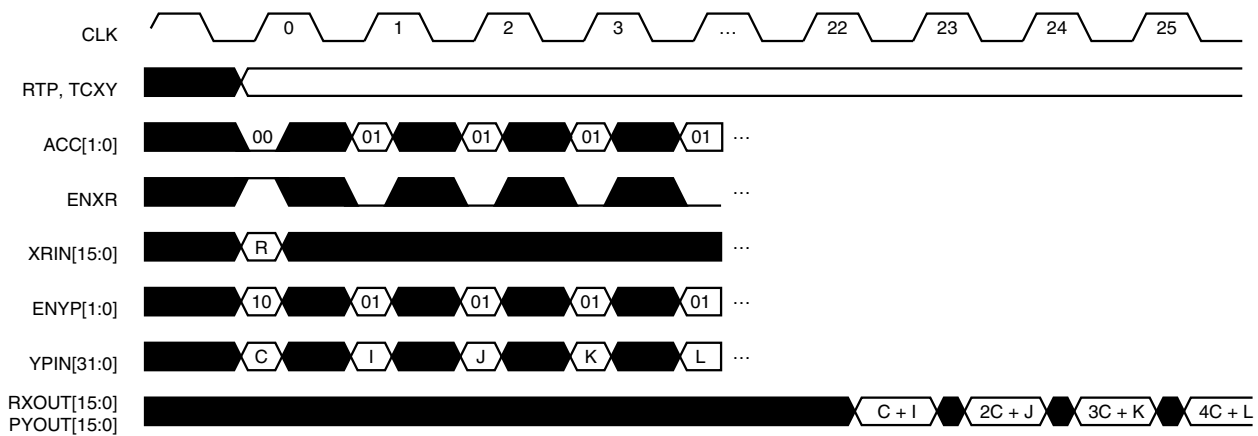 CLK 0 1 2 3 ... 22 23 24 25
RTP, TCXY
ACC[1:0] 00 01 01 01 01 ...
ENXR ...
XRIN[15:0] R ...
ENYP[1:0] 10 01 01 01 01 ...
YPIN[31:0] C I J K L ...
RXOUT[15:0]
PYOUT[15:0] C + I 2C + J 3C + K 4C + L